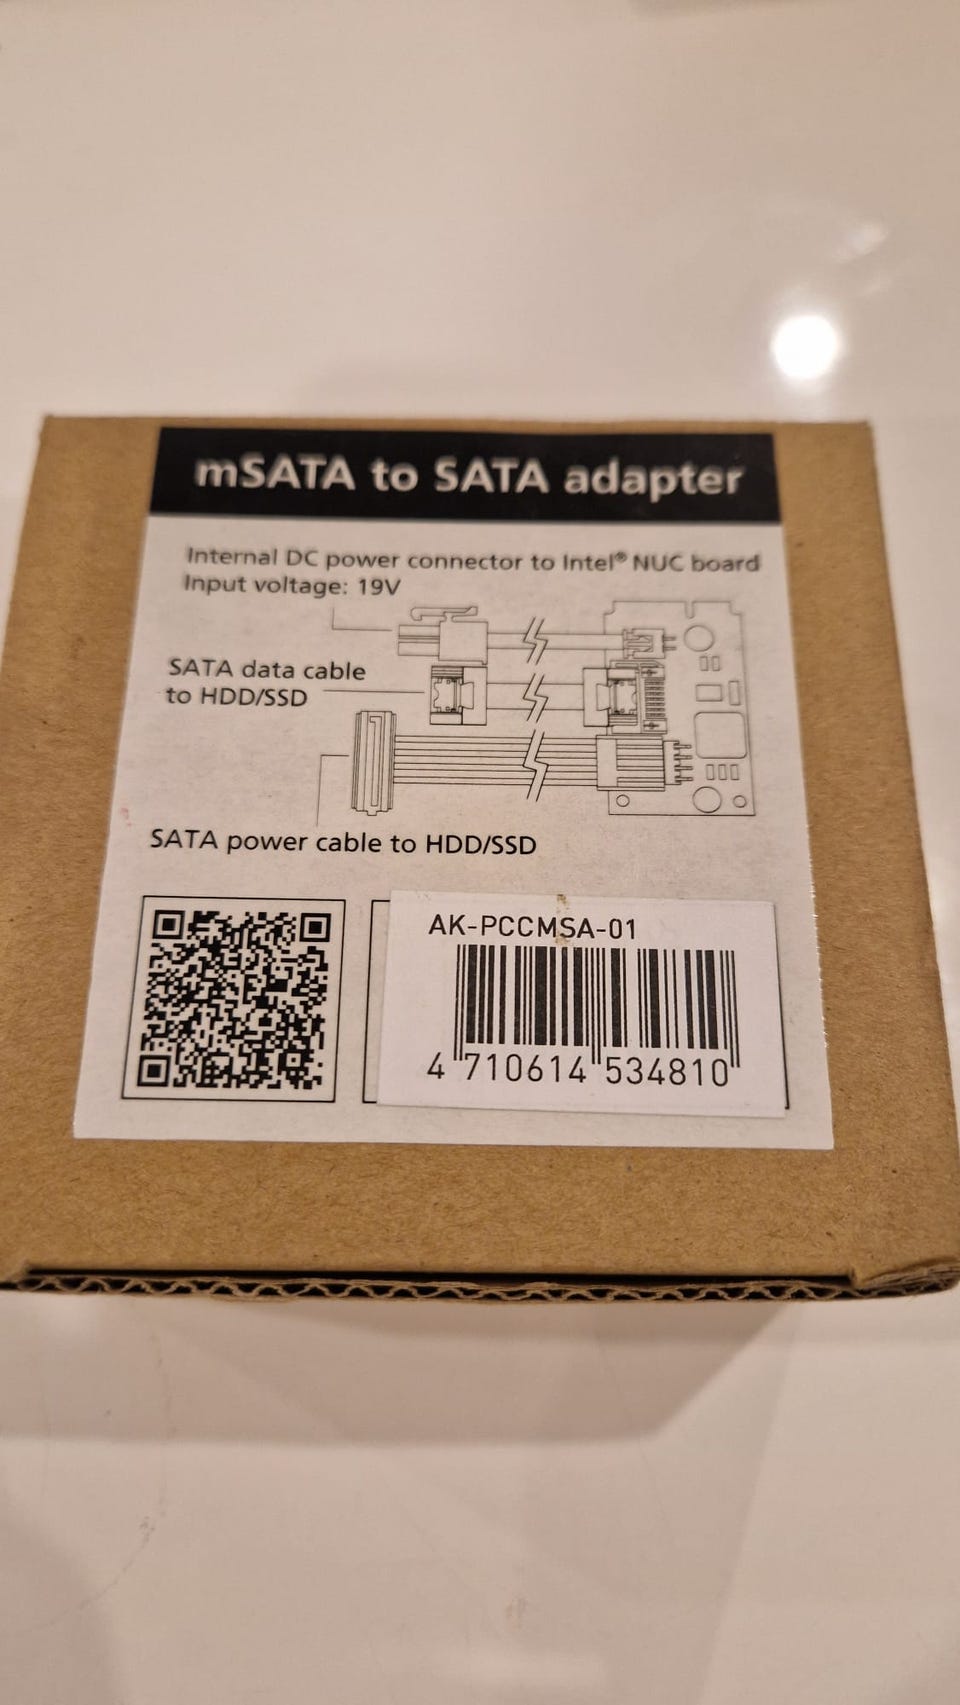 mSATA to SATA adapter
Internal DC power connector to Intel® NUC board
Input voltage: 19V
SATA data cable
to HDD/SSD
SATA power cable to HDD/SSD
AK-PCCMSA-01
4 710614 534810